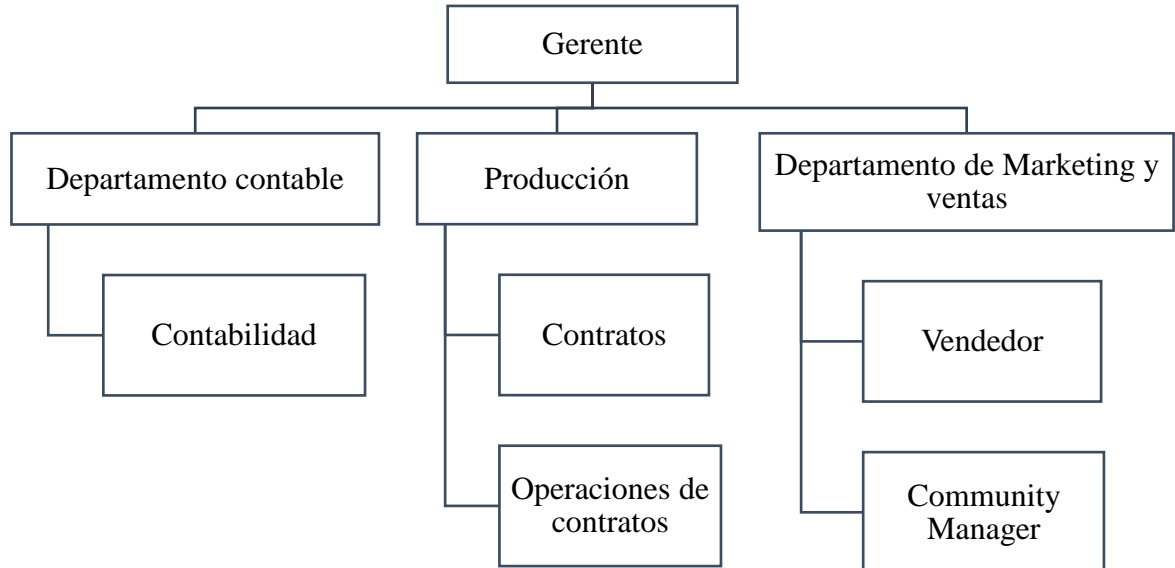 Gerente
Departamento contable
Producción
Departamento de Marketing y
ventas
Contabilidad
Contratos
Vendedor
Operaciones de
contratos
Community
Manager